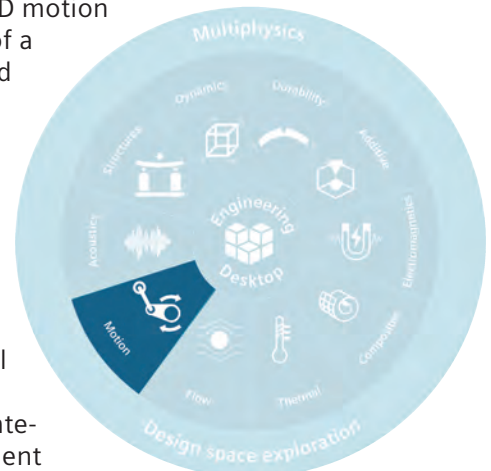 D motion
of a
d
l
nte-
ent
Multiphysics
Dynamics
Durability
Structures
Additive
Acoustics
Engineering
Desktop
Electromagnetics
Motion
Composites
Flow
Thermal
Design space exploration